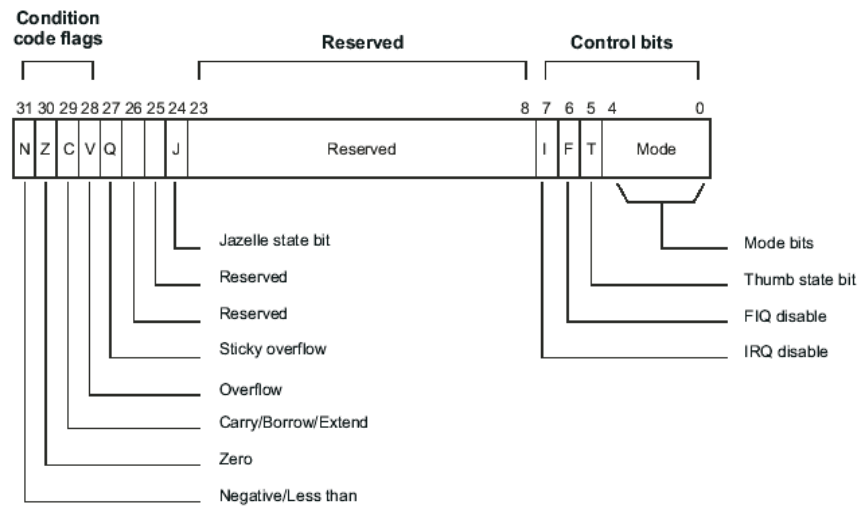 Condition
code flags
Reserved
Control bits
31 30 29 28 27 26 25 24 23 8 7 6 5 4 0
N Z C V Q J Reserved I F T Mode
Jazelle state bit
Mode bits
Reserved
Thumb state bit
Reserved
FIQ disable
Sticky overflow
IRQ disable
Overflow
Carry/Borrow/Extend
Zero
Negative/Less than